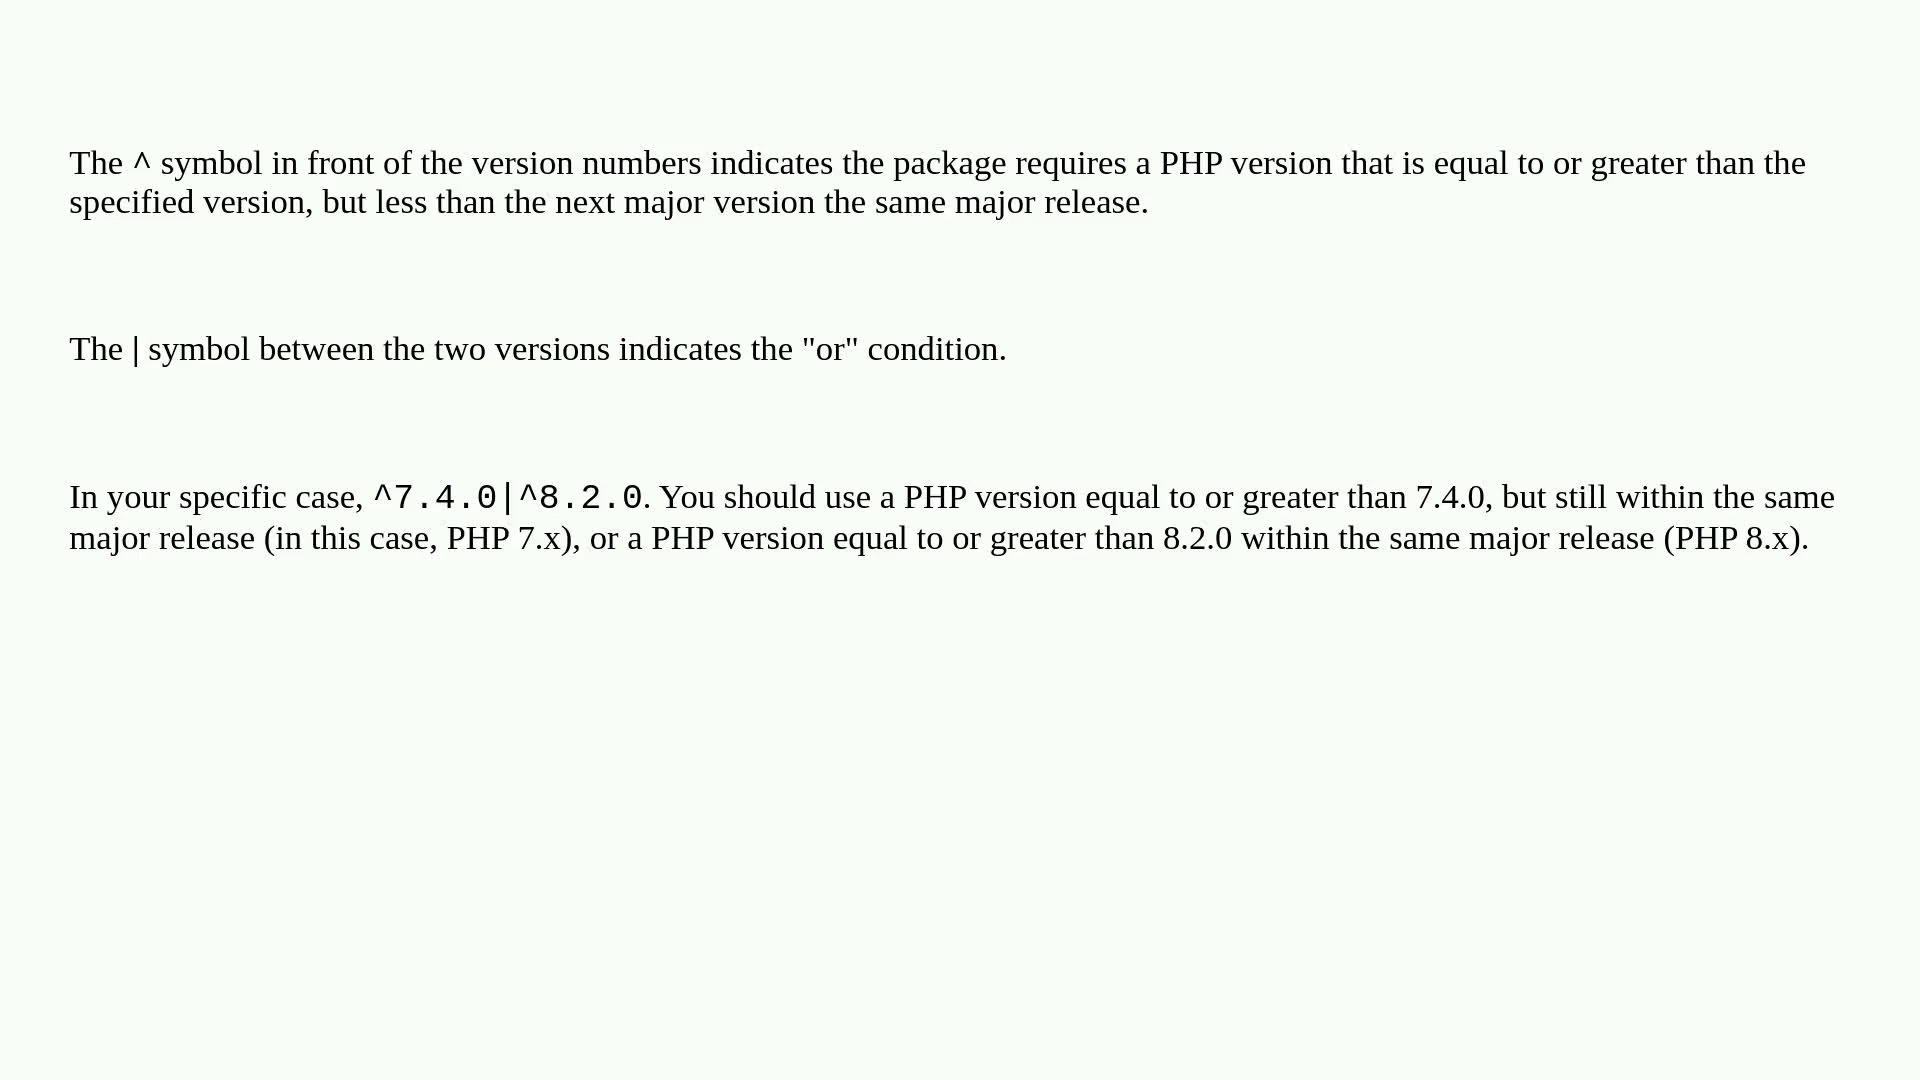 The ^ symbol in front of the version numbers indicates the package requires a PHP version that is equal to or greater than the
specified version, but less than the next major version the same major release.
The | symbol between the two versions indicates the "or" condition.
In your specific case, ^7.4.0|^8.2.0. You should use a PHP version equal to or greater than 7.4.0, but still within the same
major release (in this case, PHP 7.x), or a PHP version equal to or greater than 8.2.0 within the same major release (PHP 8.x).